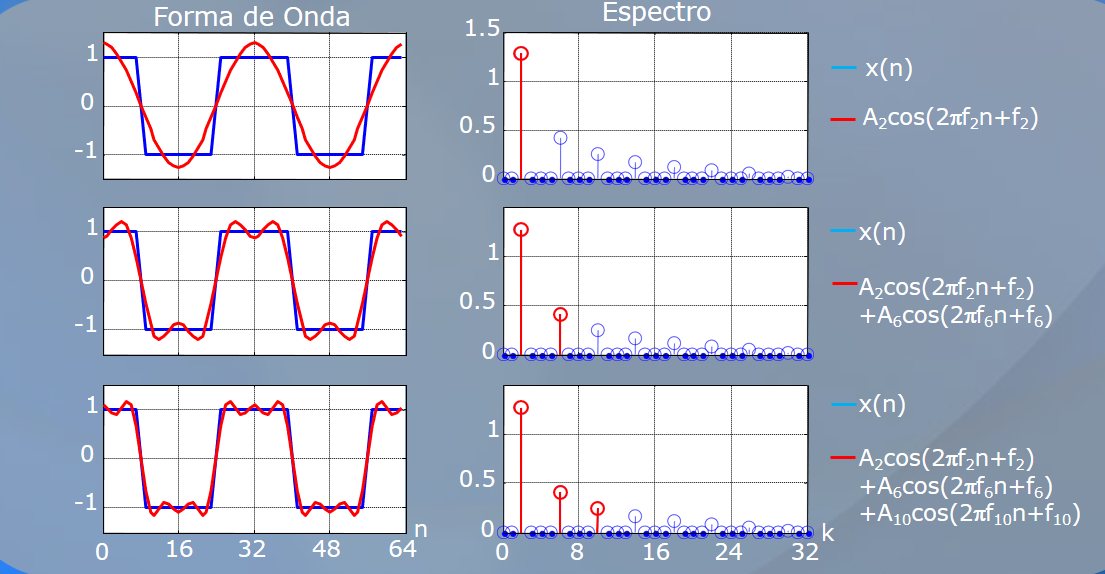 Forma de Onda
Espectro
1
0
-1
1.5
1
0.5
0
x(n)
A₂cos(2πf₂n+f₂)
1
0
-1
1
0.5
0
x(n)
A₂cos(2πf₂n+f₂)
+A₆cos(2πf₆n+f₆)
1
0
-1
0 16 32 48 64 n
1
0.5
0
0 8 16 24 32 k
x(n)
A₂cos(2πf₂n+f₂)
+A₆cos(2πf₆n+f₆)
+A₁₀cos(2πf₁₀n+f₁₀)